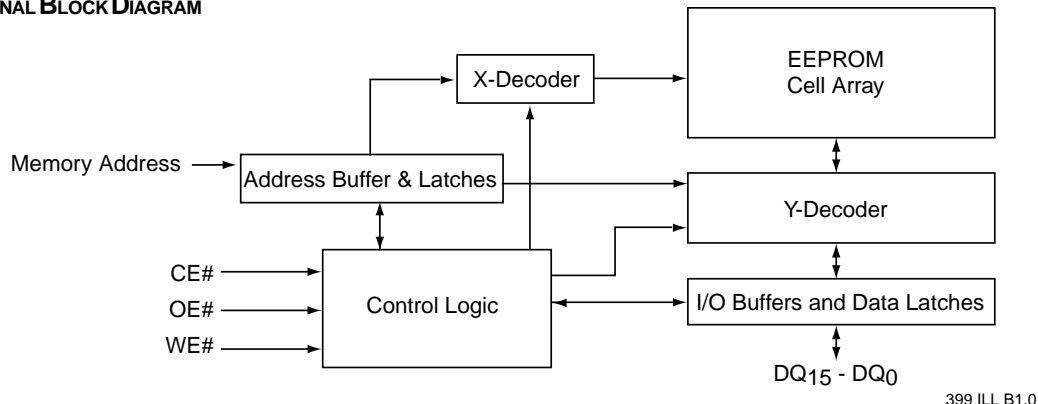 NAL BLOCK DIAGRAM
EEPROM
Cell Array
X-Decoder
Memory Address
Address Buffer & Latches
Y-Decoder
CE#
OE#
WE#
Control Logic
I/O Buffers and Data Latches
DQ15 - DQ0
399 ILL B1.0